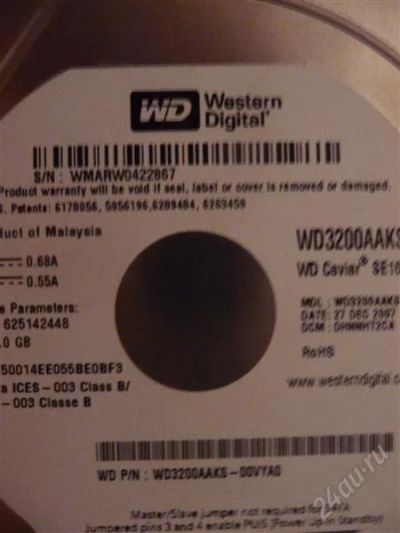 WD Western
Digital
S/N : WMARW0422867
Product warranty will be void if seal, label or cover is removed or damaged.
S. Patents: 6178056, 5956196,6289484, 6263459
uct of Malaysia
WD3200AAKS
0.68A
WD Caviar® SE16
0.55A
MDL : WD3200AAKS
e Parameters:
DATE: 27 DEC 2007
625142448
DCM : DHNNHT2CA
.0 GB
RoHS
50014EE055BE0BF3
a ICES-003 Class B/
www.westerndigital.c
-003 Classe B
WD P/N : WD3200AAKS-00VYA0
Master/Slave jumper not required for SATA
Jumpered pins 3 and 4 enable PUIS (Power Up in Standby)
24au.ru